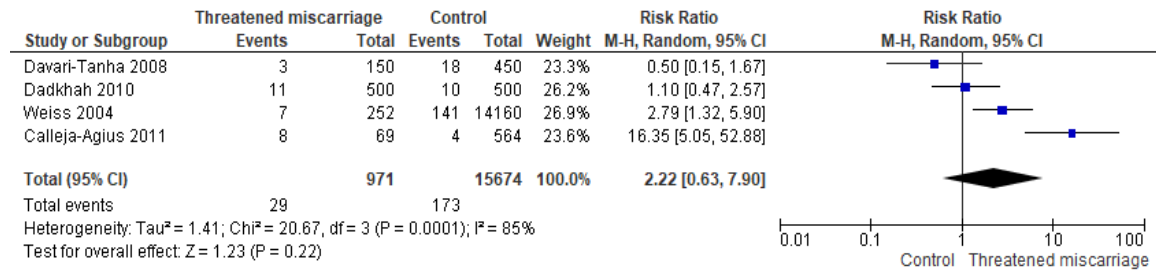 Threatened miscarriage Control Risk Ratio Risk Ratio
Study or Subgroup Events Total Events Total Weight M-H, Random, 95% CI M-H, Random, 95% CI
Davari-Tanha 2008 3 150 18 450 23.3% 0.50 [0.15, 1.67]
Dadkhah 2010 11 500 10 500 26.2% 1.10 [0.47, 2.57]
Weiss 2004 7 252 141 14160 26.9% 2.79 [1.32, 5.90]
Calleja-Agius 2011 8 69 4 564 23.6% 16.35 [5.05, 52.88]
Total (95% CI) 971 15674 100.0% 2.22 [0.63, 7.90]
Total events 29 173
Heterogeneity: Tau² = 1.41; Chi² = 20.67, df = 3 (P = 0.0001); I² = 85%
Test for overall effect: Z = 1.23 (P = 0.22)
0.01 0.1 1 10 100
Control Threatened miscarriage